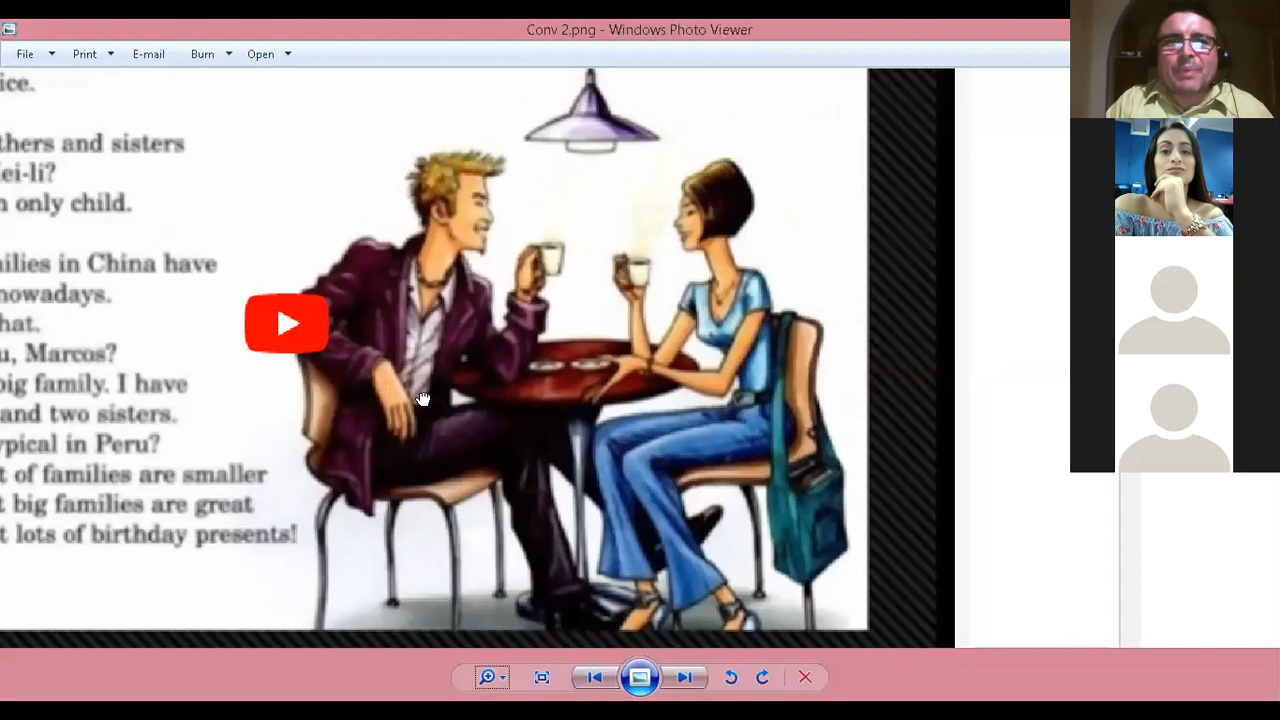 Conv 2.png - Windows Photo Viewer
File Print E-mail Burn Open
ice.
thers and sisters
ei-li?
n only child.
nilies in China have
nowadays.
hat.
u, Marcos?
big family. I have
and two sisters.
ypical in Peru?
t of families are smaller
t big families are great
t lots of birthday presents!